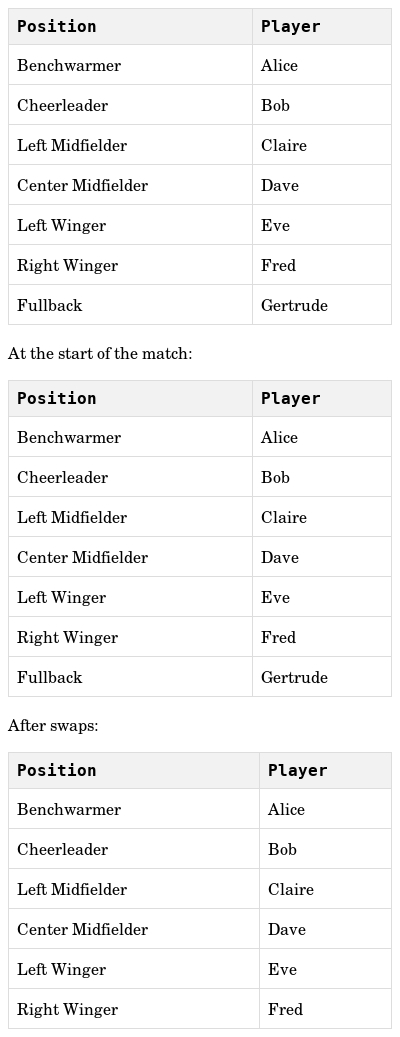 Position Player
Benchwarmer Alice
Cheerleader Bob
Left Midfielder Claire
Center Midfielder Dave
Left Winger Eve
Right Winger Fred
Fullback Gertrude
At the start of the match:
Position Player
Benchwarmer Alice
Cheerleader Bob
Left Midfielder Claire
Center Midfielder Dave
Left Winger Eve
Right Winger Fred
Fullback Gertrude
After swaps:
Position Player
Benchwarmer Alice
Cheerleader Bob
Left Midfielder Claire
Center Midfielder Dave
Left Winger Eve
Right Winger Fred